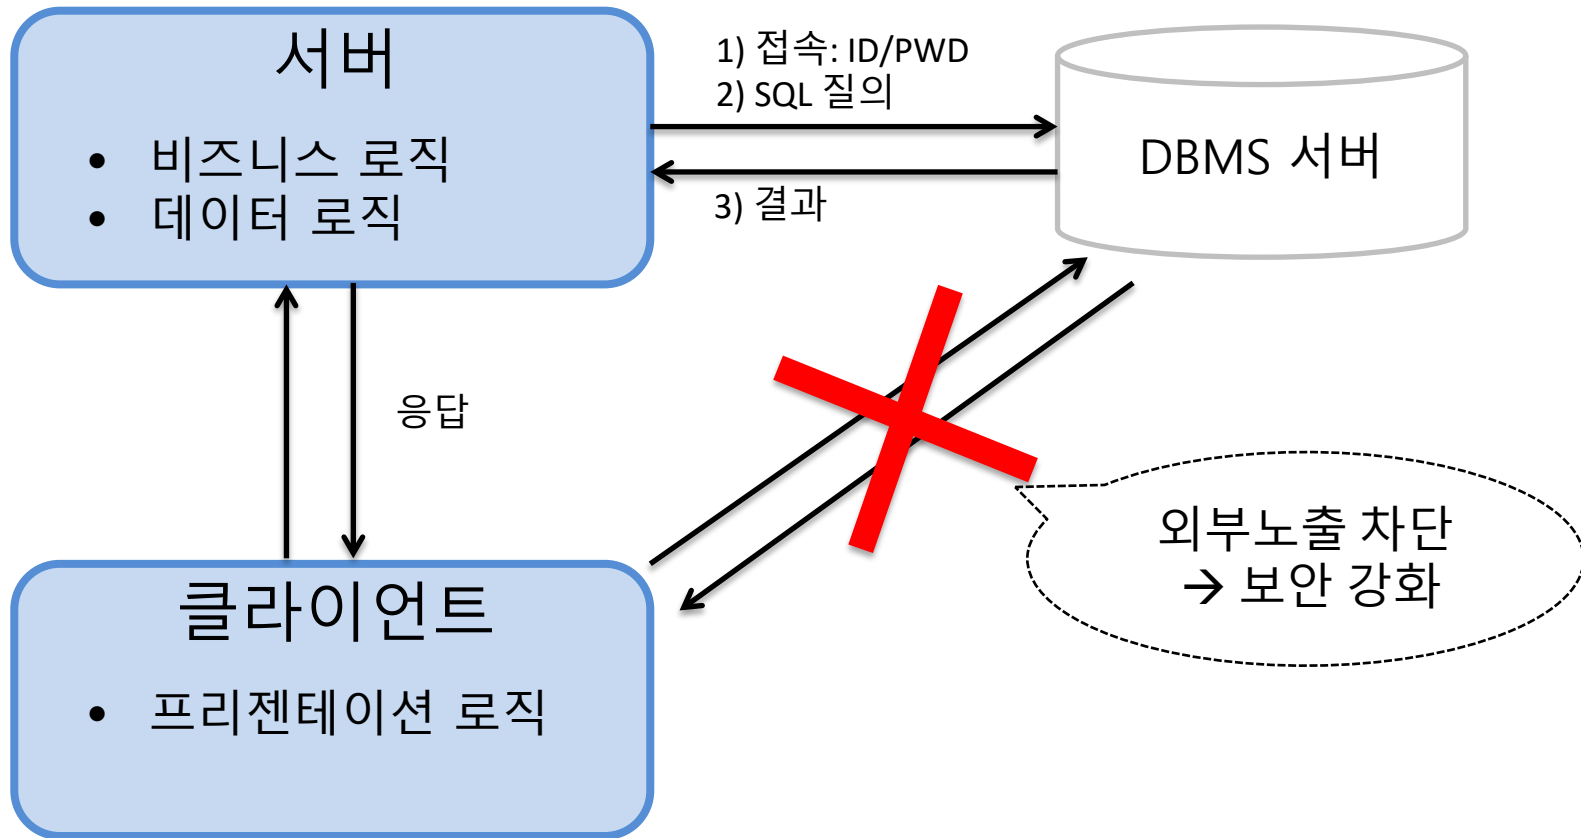 서버
• 비즈니스 로직
• 데이터 로직
1) 접속: ID/PWD
2) SQL 질의
3) 결과
DBMS 서버
응답
외부노출 차단
→ 보안 강화
클라이언트
• 프리젠테이션 로직